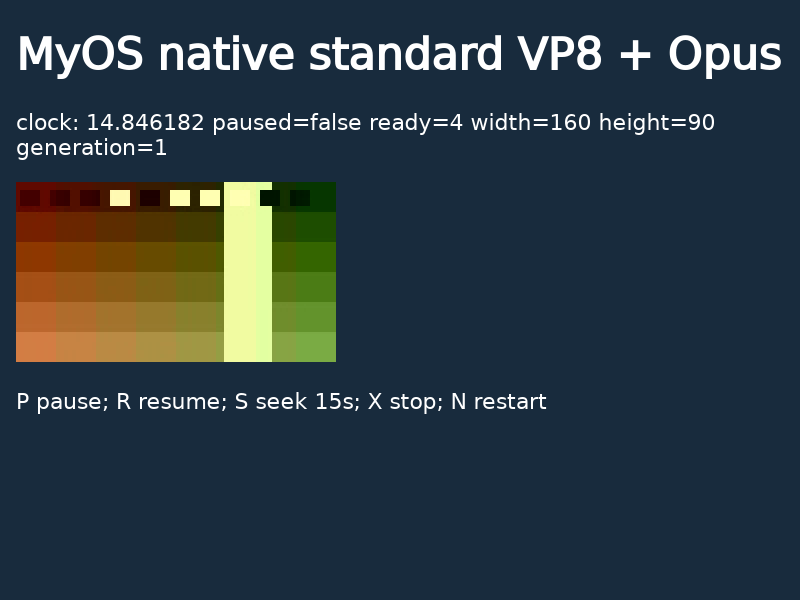 MyOS native standard VP8 + Opus
clock: 14.846182 paused=false ready=4 width=160 height=90
generation=1
P pause; R resume; S seek 15s; X stop; N restart